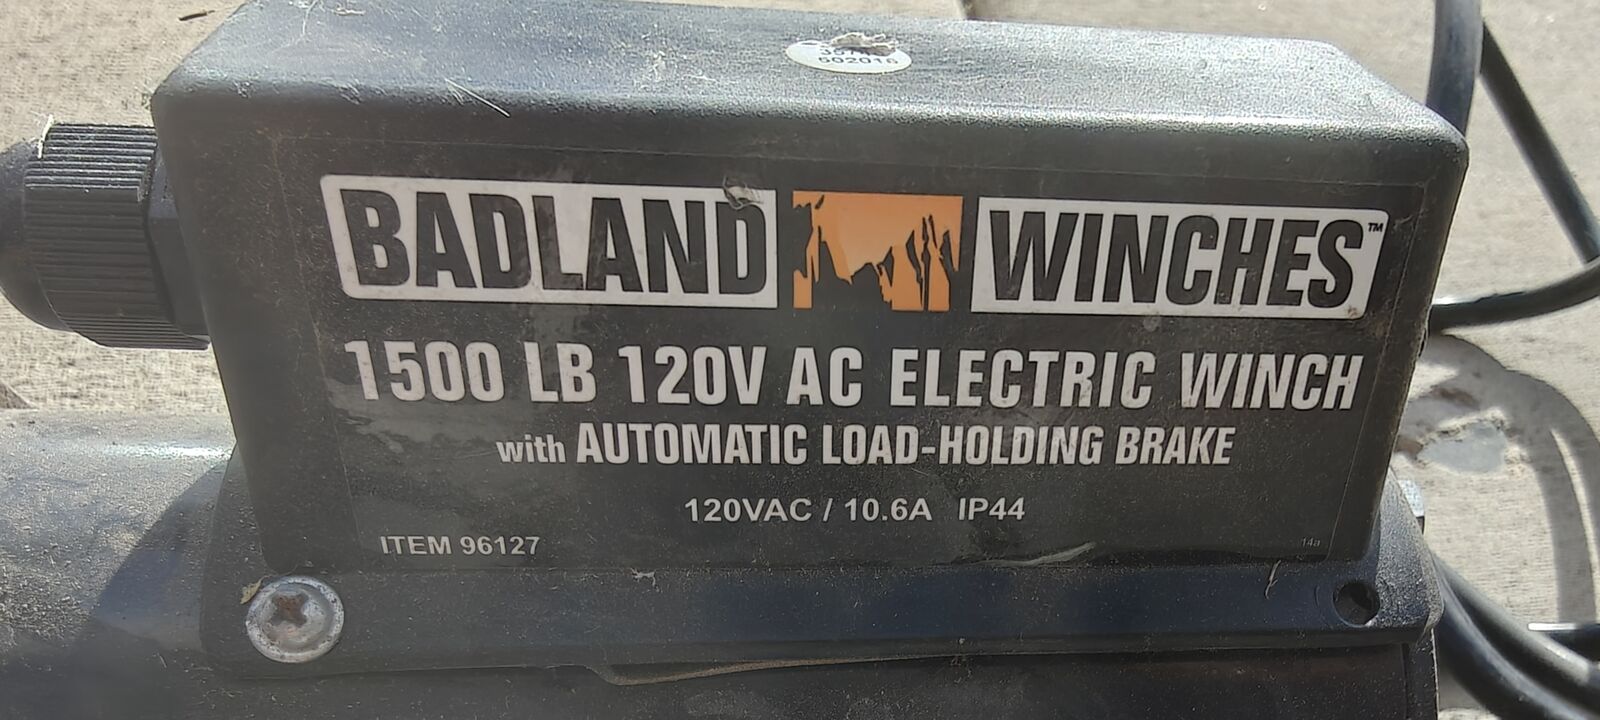 602016
BADLAND WINCHES™
1500 LB 120V AC ELECTRIC WINCH
with AUTOMATIC LOAD-HOLDING BRAKE
120VAC / 10.6A IP44
ITEM 96127
14a